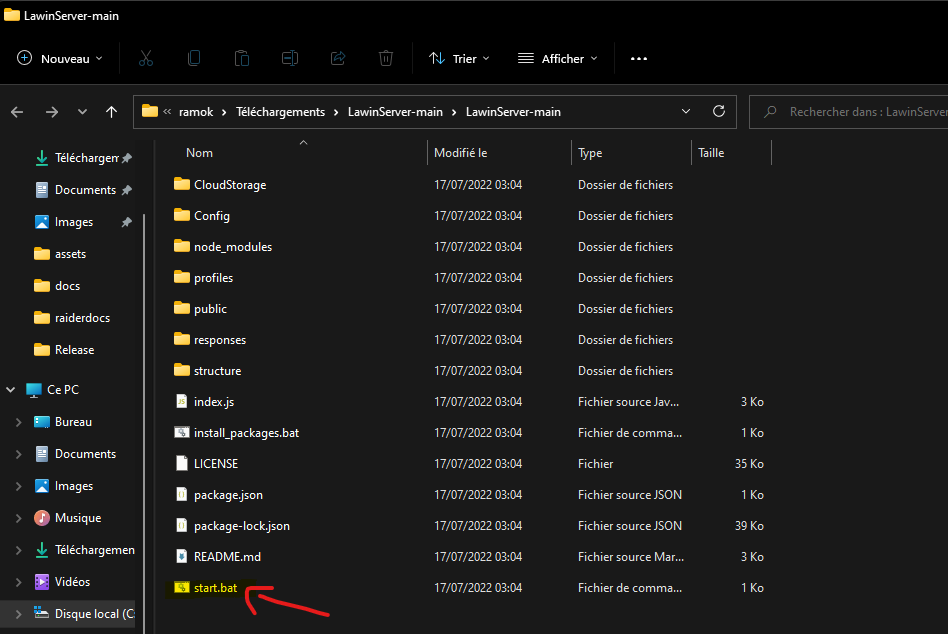 LawinServer-main
Nouveau
Trier
Afficher
ramok > Téléchargements > LawinServer-main > LawinServer-main
Rechercher dans : LawinServer
Nom Modifié le Type Taille
Téléchargem
Documents
Images
assets
docs
raiderdocs
Release
Ce PC
Bureau
Documents
Images
Musique
Téléchargemen
Vidéos
Disque local (C:
CloudStorage 17/07/2022 03:04 Dossier de fichiers
Config 17/07/2022 03:04 Dossier de fichiers
node_modules 17/07/2022 03:04 Dossier de fichiers
profiles 17/07/2022 03:04 Dossier de fichiers
public 17/07/2022 03:04 Dossier de fichiers
responses 17/07/2022 03:04 Dossier de fichiers
structure 17/07/2022 03:04 Dossier de fichiers
index.js 17/07/2022 03:04 Fichier source Jav... 3 Ko
install_packages.bat 17/07/2022 03:04 Fichier de comma... 1 Ko
LICENSE 17/07/2022 03:04 Fichier 35 Ko
package.json 17/07/2022 03:04 Fichier source JSON 1 Ko
package-lock.json 17/07/2022 03:04 Fichier source JSON 39 Ko
README.md 17/07/2022 03:04 Fichier source Mar... 3 Ko
start.bat 17/07/2022 03:04 Fichier de comma... 1 Ko